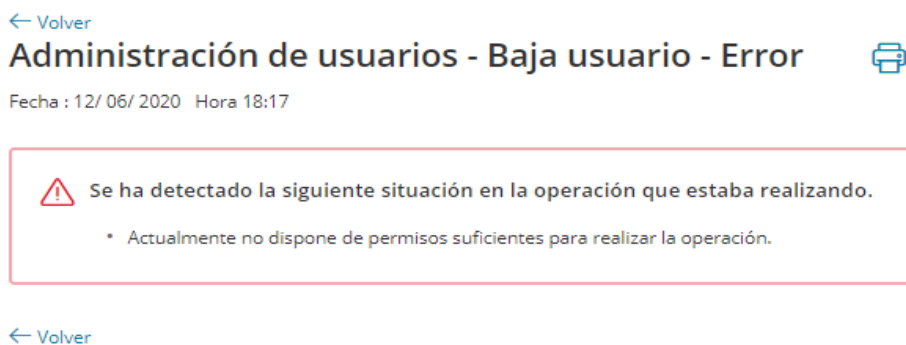 ← Volver
Administración de usuarios - Baja usuario - Error
Fecha : 12/ 06/ 2020 Hora 18:17
Se ha detectado la siguiente situación en la operación que estaba realizando.
• Actualmente no dispone de permisos suficientes para realizar la operación.
← Volver